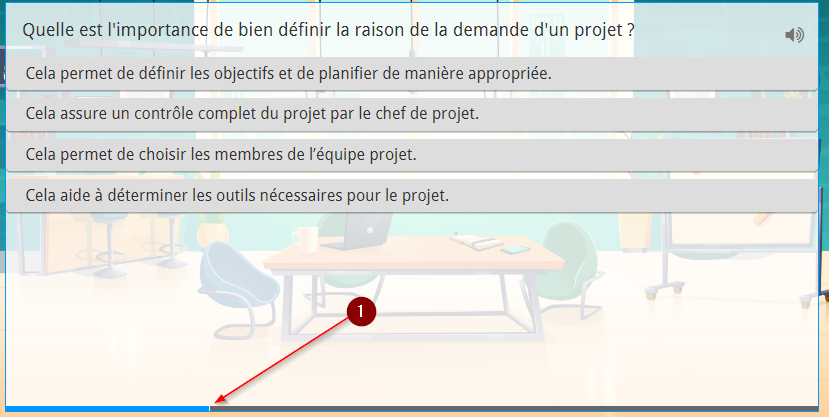 Quelle est l'importance de bien définir la raison de la demande d'un projet ?
Cela permet de définir les objectifs et de planifier de manière appropriée.
Cela assure un contrôle complet du projet par le chef de projet.
Cela permet de choisir les membres de l’équipe projet.
Cela aide à déterminer les outils nécessaires pour le projet.
1